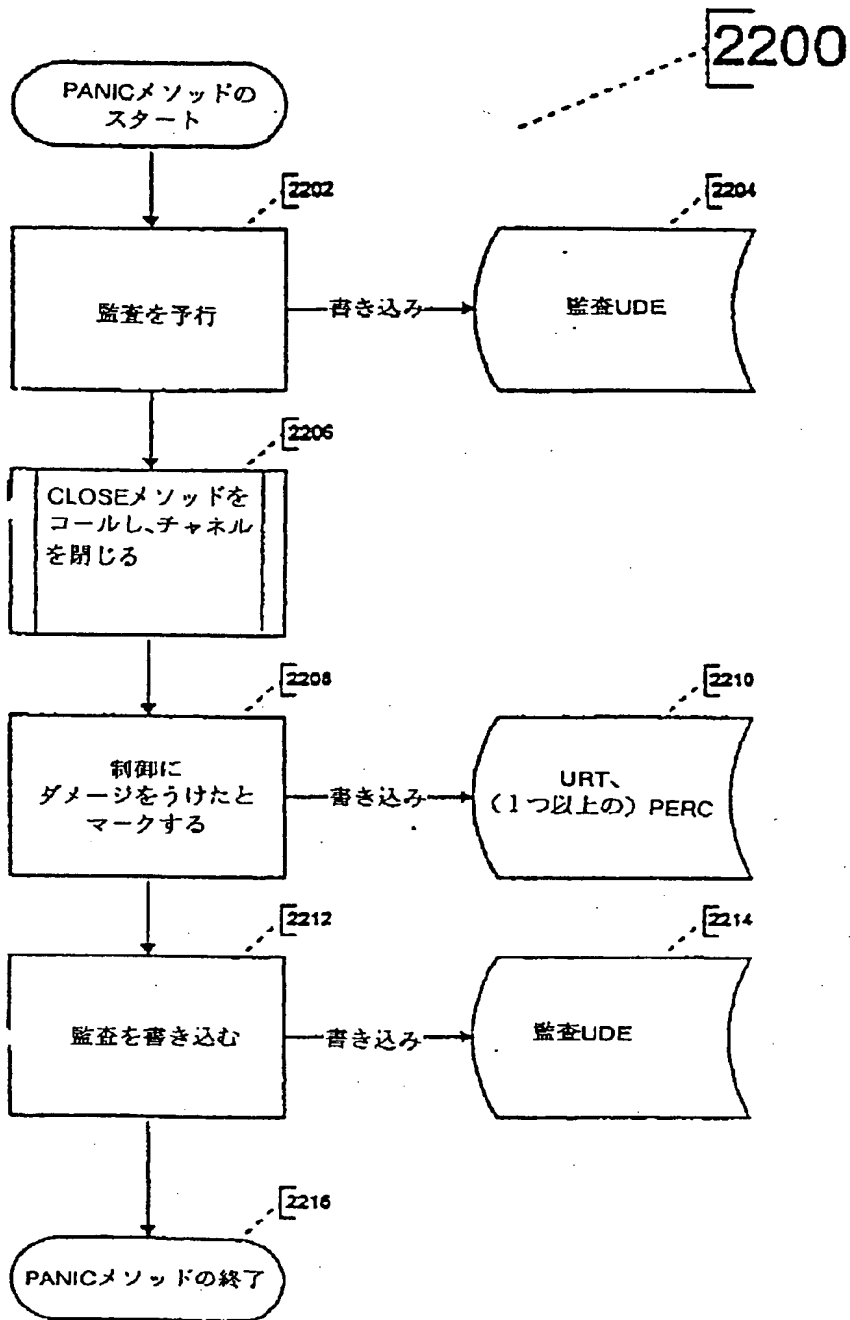 2200
PANICメソッドの
スタート
2202
2204
監査を予行
書き込み
監査UDE
2206
CLOSEメソッドを
コールし、チャネル
を閉じる
2208
2210
制御に
ダメージをうけたと
マークする
書き込み
URT、
(1つ以上の) PERC
2212
2214
監査を書き込む
書き込み
監査UDE
2216
PANICメソッドの終了